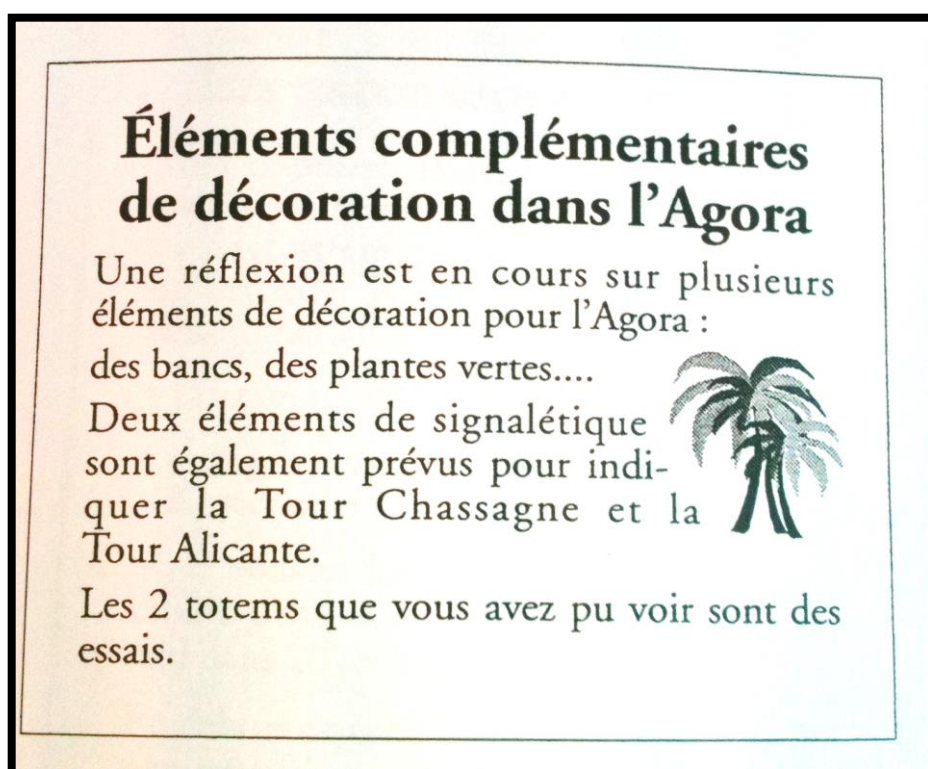 Éléments complémentaires
de décoration dans l'Agora
Une réflexion est en cours sur plusieurs
éléments de décoration pour l'Agora :
des bancs, des plantes vertes....
Deux éléments de signalétique
sont également prévus pour indi-
quer la Tour Chassagne et la
Tour Alicante.
Les 2 totems que vous avez pu voir sont des
essais.